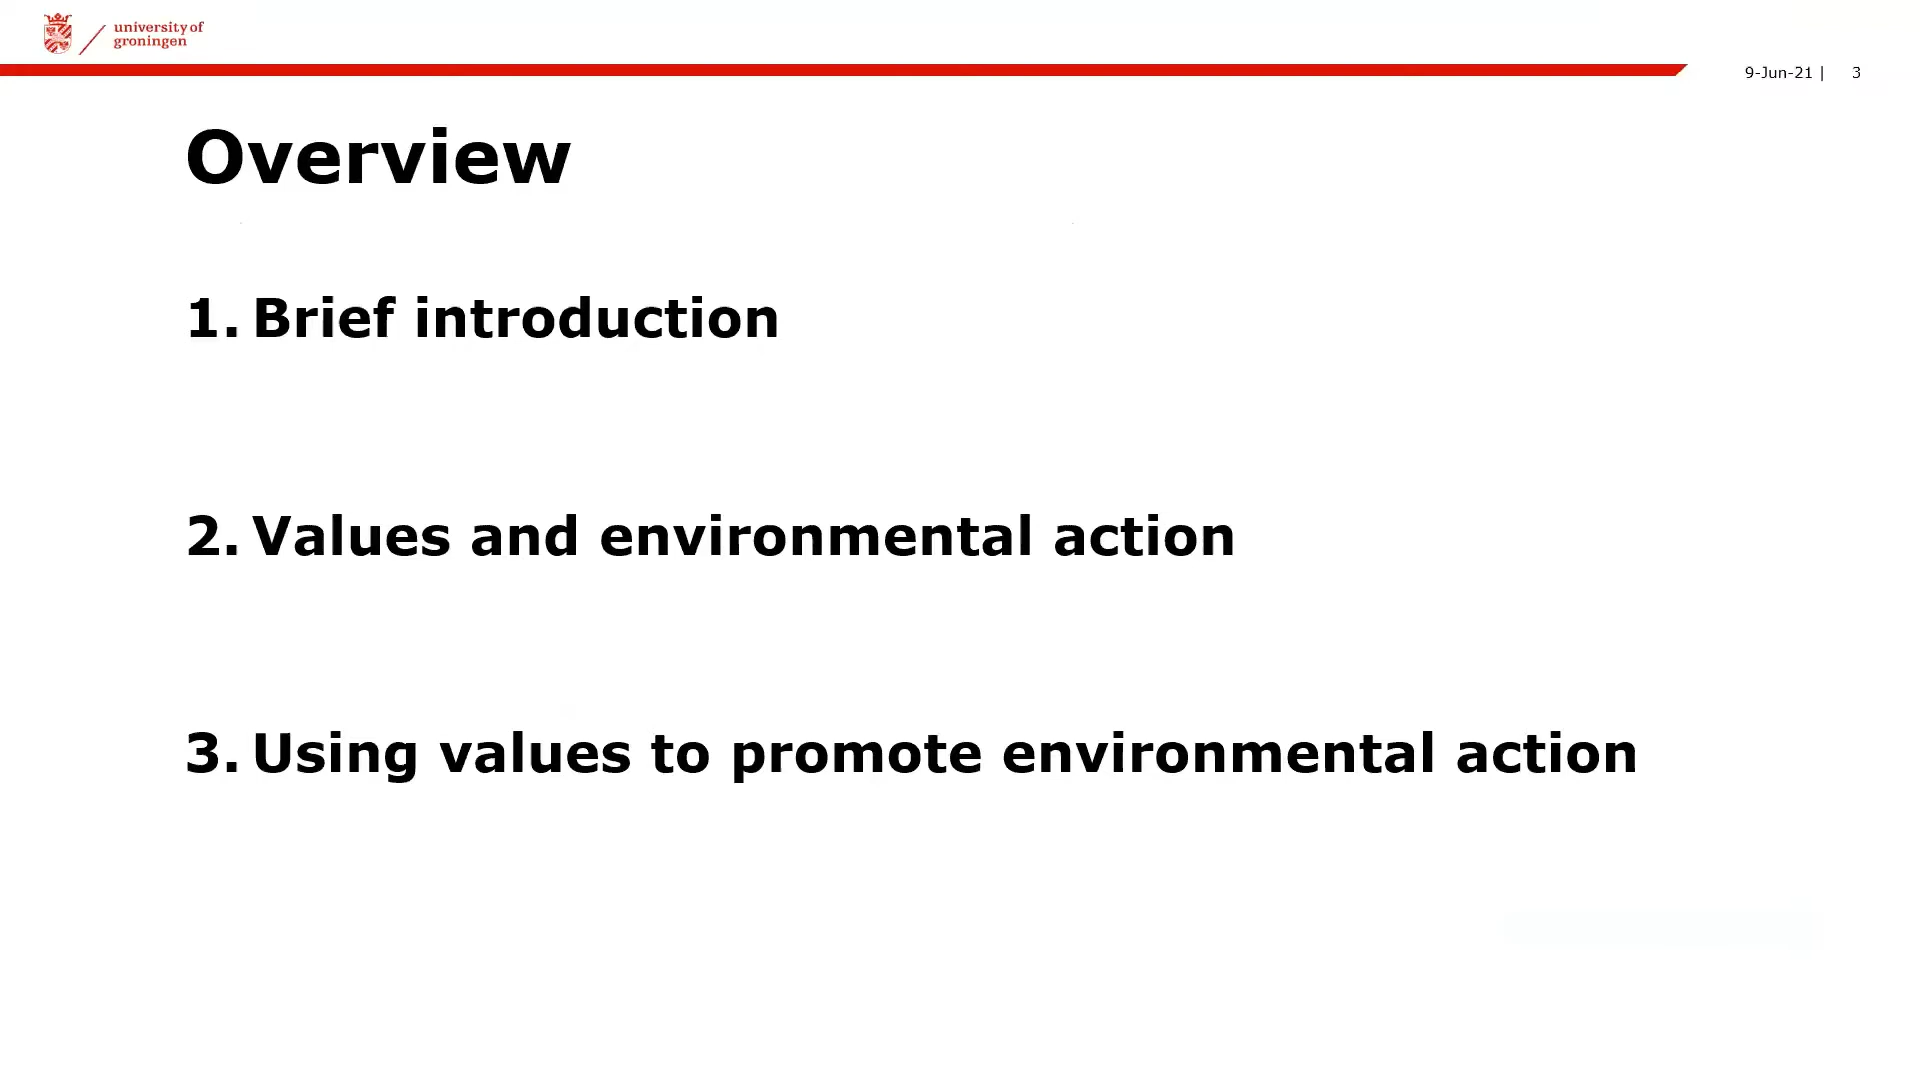 university of
groningen
9-Jun-21 | 3
Overview
1. Brief introduction
2. Values and environmental action
3. Using values to promote environmental action